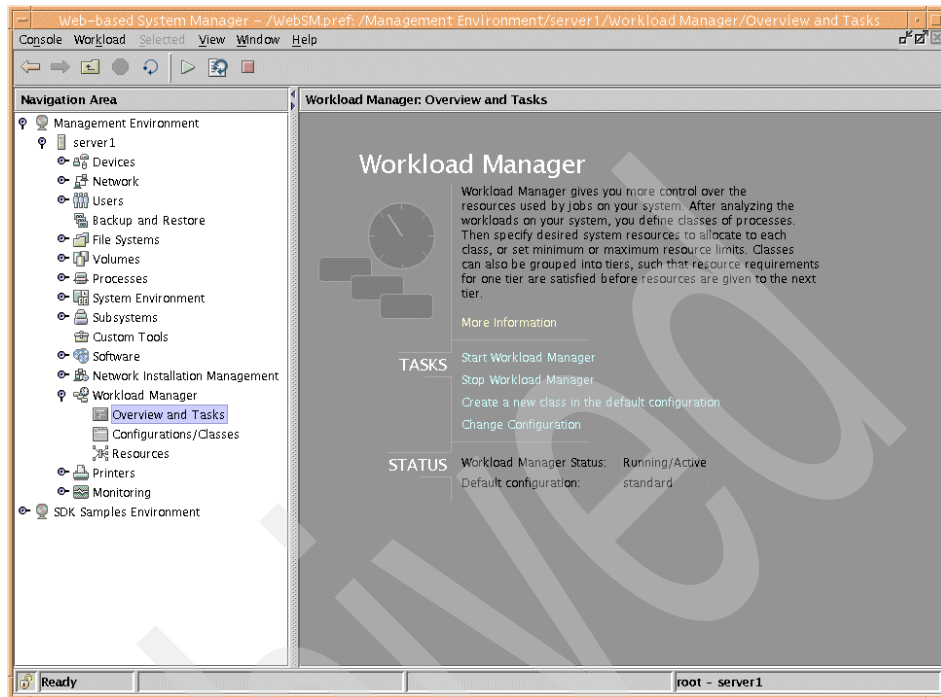 Web-based System Manager - /WebSM.pref: /Management Environment/server1/Workload Manager/Overview and Tasks
Console Workload Selected View Window Help
Navigation Area
Workload Manager: Overview and Tasks
Management Environment
server1
Devices
Network
Users
Backup and Restore
File Systems
Volumes
Processes
System Environment
Subsystems
Custom Tools
Software
Network Installation Management
Workload Manager
Overview and Tasks
Configurations/Classes
Resources
Printers
Monitoring
SDK Samples Environment
Workload Manager
Workload Manager gives you more control over the
resources used by jobs on your system. After analyzing the
workloads on your system, you define classes of processes.
Then specify desired system resources to allocate to each
class, or set minimum or maximum resource limits. Classes
can also be grouped into tiers, such that resource requirements
for one tier are satisfied before resources are given to the next
tier.
More Information
TASKS
Start Workload Manager
Stop Workload Manager
Create a new class in the default configuration
Change Configuration
STATUS
Workload Manager Status: Running/Active
Default configuration: standard
Ready
root - server1